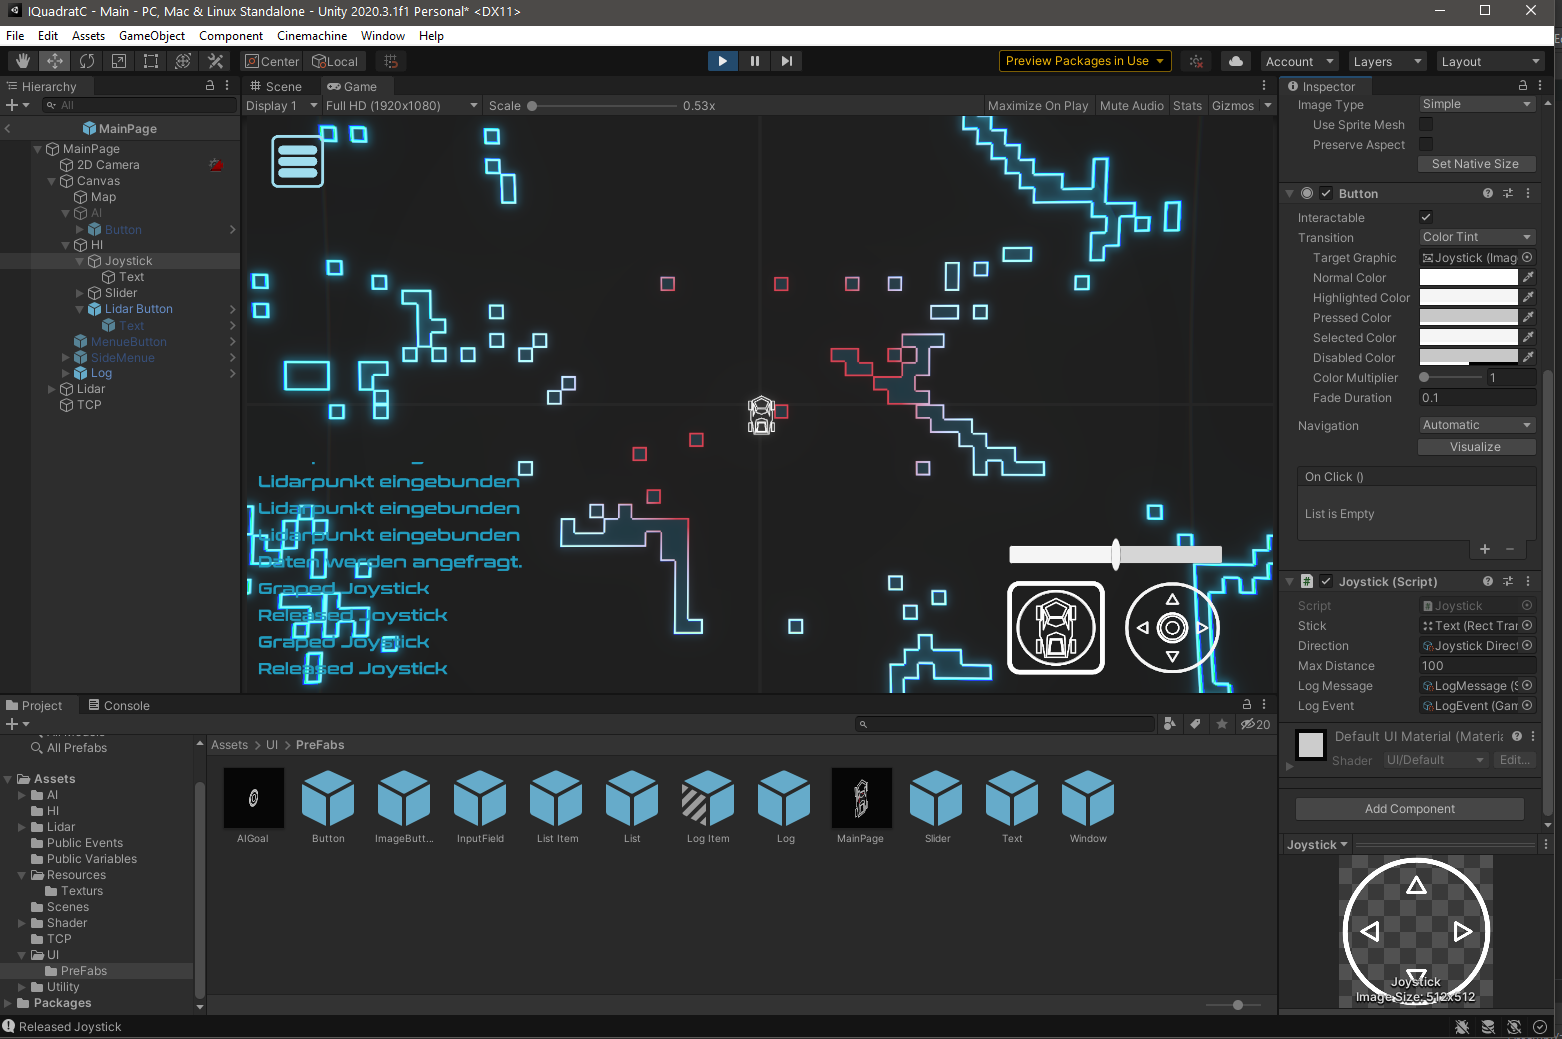 IQuadratC - Main - PC, Mac & Linux Standalone - Unity 2020.3.1f1 Personal* <DX11>
File Edit Assets GameObject Component Cinemachine Window Help
Center Local Preview Packages in Use Account Layers Layout
Hierarchy
All
MainPage
MainPage
2D Camera
Canvas
Map
AI
Button
HI
Joystick
Text
Slider
Lidar Button
Text
MenueButton
SideMenue
Log
Lidar
TCP
Scene Game
Display 1 Full HD (1920x1080) Scale 0.53x Maximize On Play Mute Audio Stats Gizmos
Lidarpunkt eingebunden
Lidarpunkt eingebunden
Lidarpunkt eingebunden
Daten werden angefragt.
Graped Joystick
Released Joystick
Graped Joystick
Released Joystick
Inspector
Image Type Simple
Use Sprite Mesh
Preserve Aspect
Set Native Size
Button
Interactable
Transition Color Tint
Target Graphic Joystick (Imag
Normal Color
Highlighted Color
Pressed Color
Selected Color
Disabled Color
Color Multiplier 1
Fade Duration 0.1
Navigation Automatic
Visualize
On Click ()
List is Empty
Joystick (Script)
Script Joystick
Stick Text (Rect Tran
Direction Joystick Direct
Max Distance 100
Log Message LogMessage (S
Log Event LogEvent (Gam
Default UI Material (Materia
Shader UI/Default Edit...
Add Component
Joystick
Joystick
Image Size: 512x512
Project Console
20
All Prefabs
Assets
AI
HI
Lidar
Public Events
Public Variables
Resources
Texturs
Scenes
Shader
TCP
UI
PreFabs
Utility
Packages
Assets > UI > PreFabs
AIGoal Button ImageButt... InputField List Item List Log Item Log MainPage Slider Text Window
Released Joystick